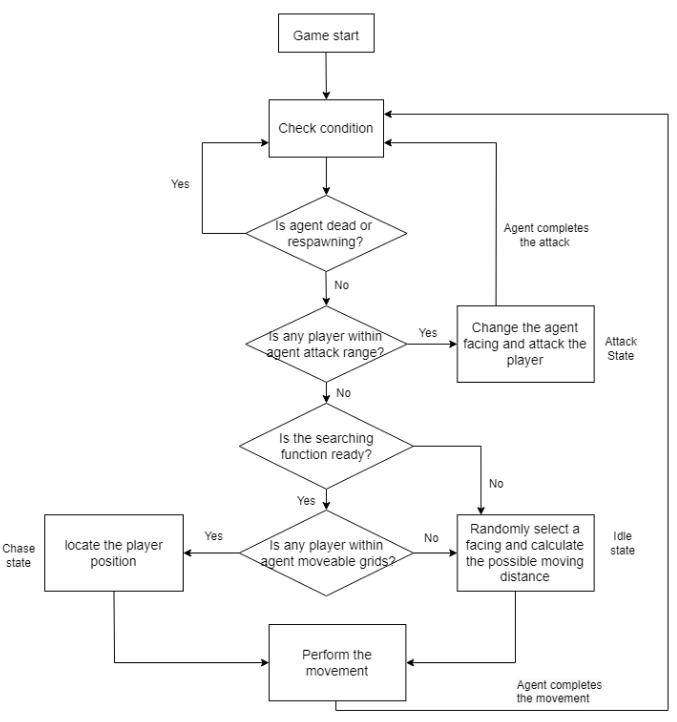 Game start
Check condition
Yes
Is agent dead or
respawning?
Agent completes
the attack
No
Is any player within
agent attack range?
Yes
Change the agent
facing and attack the
player
Attack
State
No
Is the searching
function ready?
No
Yes
Chase
state
locate the player
position
Yes
Is any player within
agent moveable grids?
No
Randomly select a
facing and calculate
the possible moving
distance
Idle
state
Perform the
movement
Agent completes
the movement